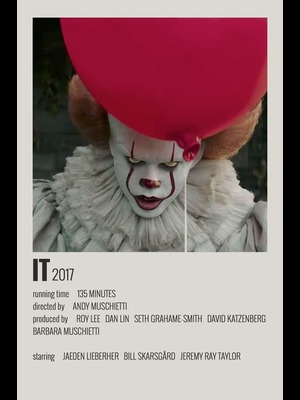 IT 2017
running time 135 MINUTES
directed by ANDY MUSCHIETTI
produced by ROY LEE DAN LIN SETH GRAHAME-SMITH DAVID KATZENBERG
BARBARA MUSCHIETTI
starring JAEDEN LIEBERHER BILL SKARSGÅRD JEREMY RAY TAYLOR